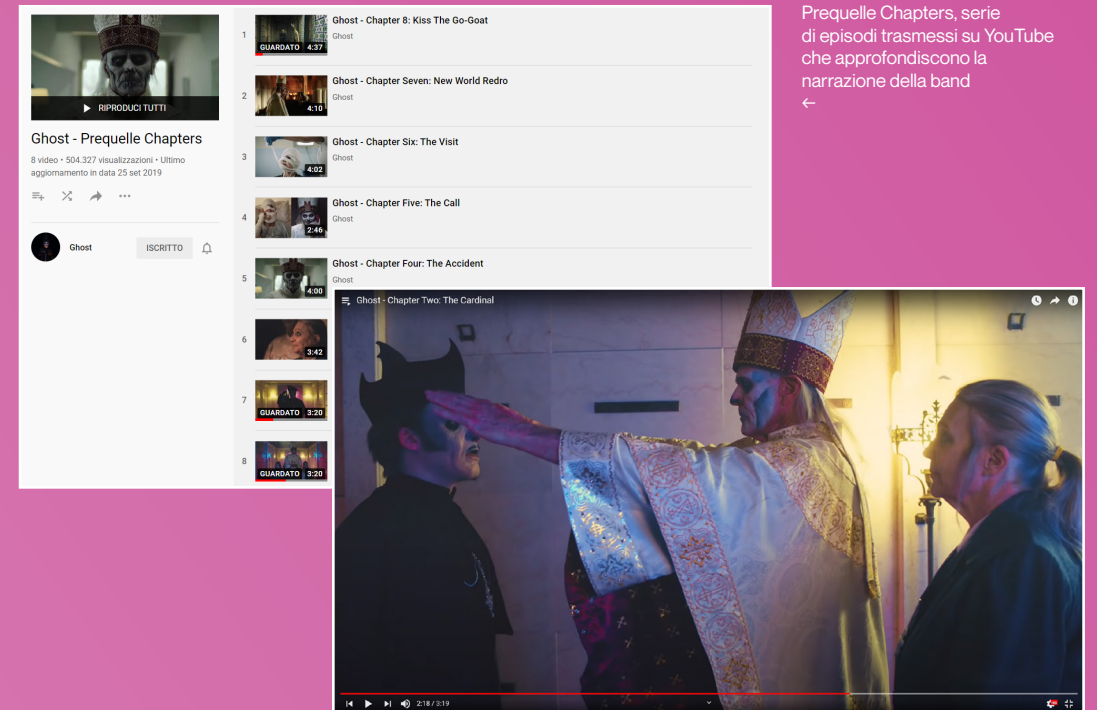 Prequelle Chapters, serie
di episodi trasmessi su YouTube
che approfondiscono la
narrazione della band
←
RIPRODUCI TUTTI
Ghost - Prequelle Chapters
8 video • 504.327 visualizzazioni • Ultimo
aggiornamento in data 25 set 2019
Ghost
ISCRITTO
1
GUARDATO 4:37
Ghost - Chapter 8: Kiss The Go-Goat
Ghost
2
4:10
Ghost - Chapter Seven: New World Redro
Ghost
3
4:02
Ghost - Chapter Six: The Visit
Ghost
4
2:46
Ghost - Chapter Five: The Call
Ghost
5
4:00
Ghost - Chapter Four: The Accident
Ghost
6
3:42
7
GUARDATO 3:20
8
GUARDATO 3:20
Ghost - Chapter Two: The Cardinal
2:18 / 3:19